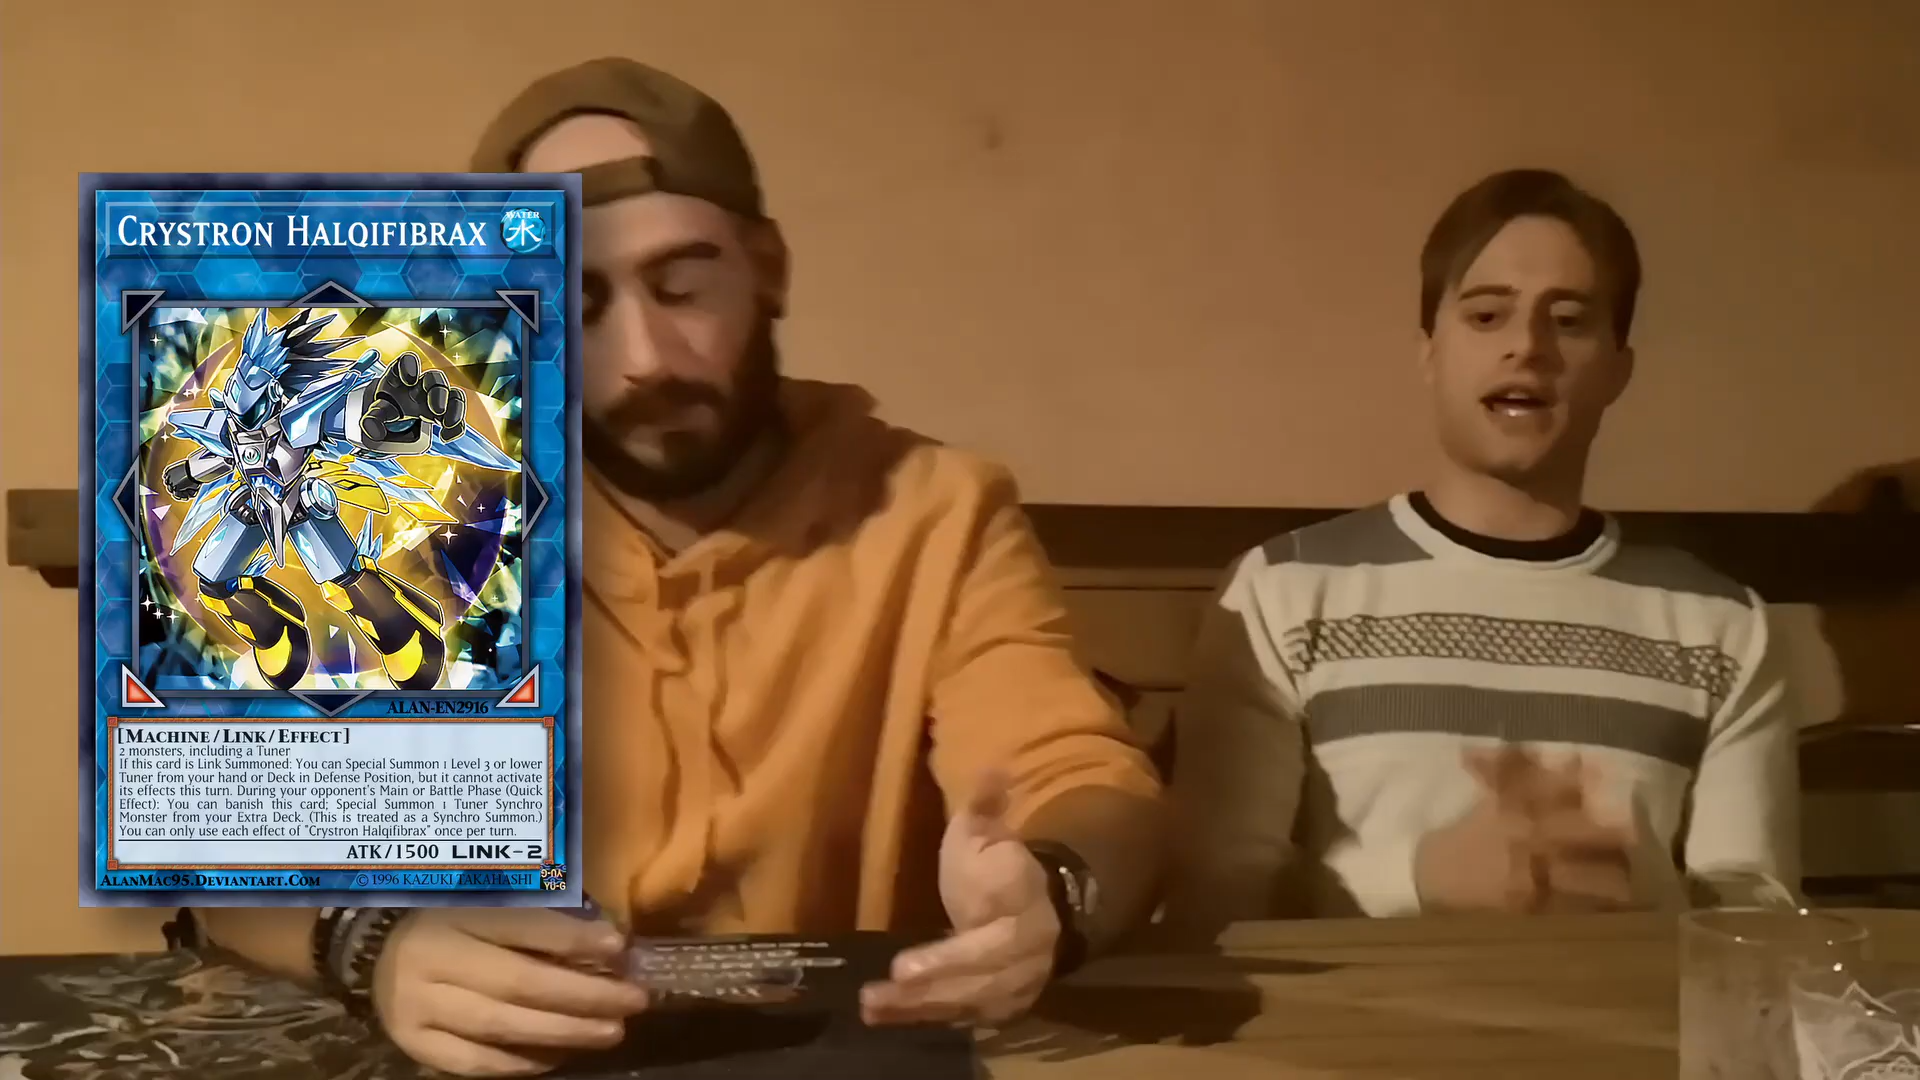 CRYSTRON HALQIFIBRAX
WATER
水
ALAN-EN2916
[MACHINE/LINK/EFFECT]
2 monsters, including a Tuner
If this card is Link Summoned: You can Special Summon 1 Level 3 or lower
Tuner from your hand or Deck in Defense Position, but it cannot activate
its effects this turn. During your opponent's Main or Battle Phase (Quick
Effect): You can banish this card; Special Summon 1 Tuner Synchro
Monster from your Extra Deck. (This is treated as a Synchro Summon.)
You can only use each effect of "Crystron Halqifibrax" once per turn.
ATK/1500 LINK-2
ALANMAC95.DEVIANTART.COM
© 1996 KAZUKI TAKAHASHI